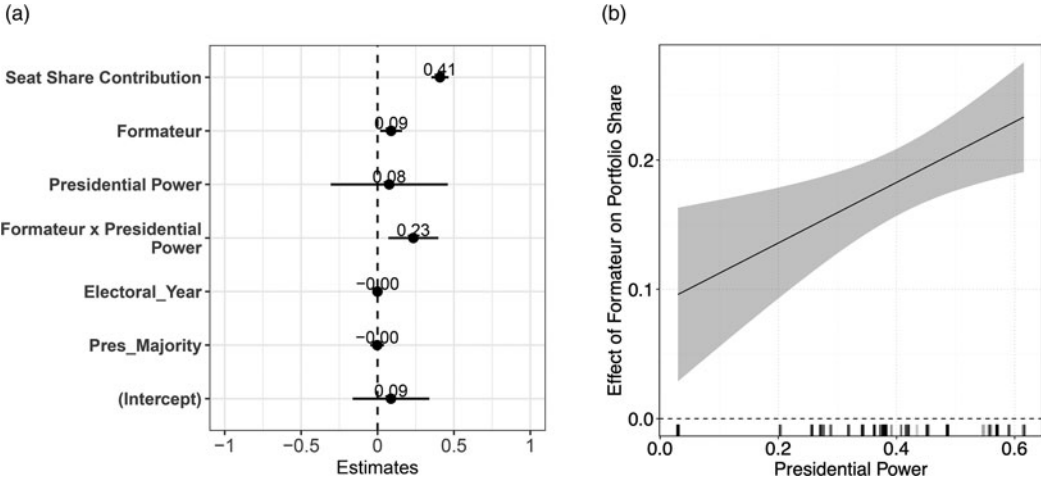 (a)
Seat Share Contribution
Formateur
Presidential Power
Formateur x Presidential
Power
Electoral_Year
Pres_Majority
(Intercept)
0.41
0.09
0.08
0.23
−0.00
−0.00
0.09
−1
−0.5
0
0.5
1
Estimates
(b)
Effect of Formateur on Portfolio Share
0.2
0.1
0.0
0.0
0.2
0.4
0.6
Presidential Power